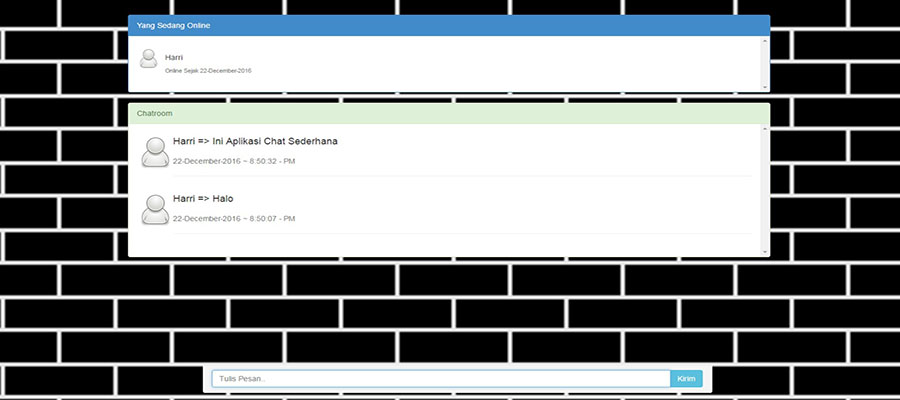 Yang Sedang Online
Harri
Online Sejak 22-December-2016
Chatroom
Harri => Ini Aplikasi Chat Sederhana
22-December-2016 ~ 8:50:32 - PM
Harri => Halo
22-December-2016 ~ 8:50:07 - PM
Tulis Pesan..
Kirim